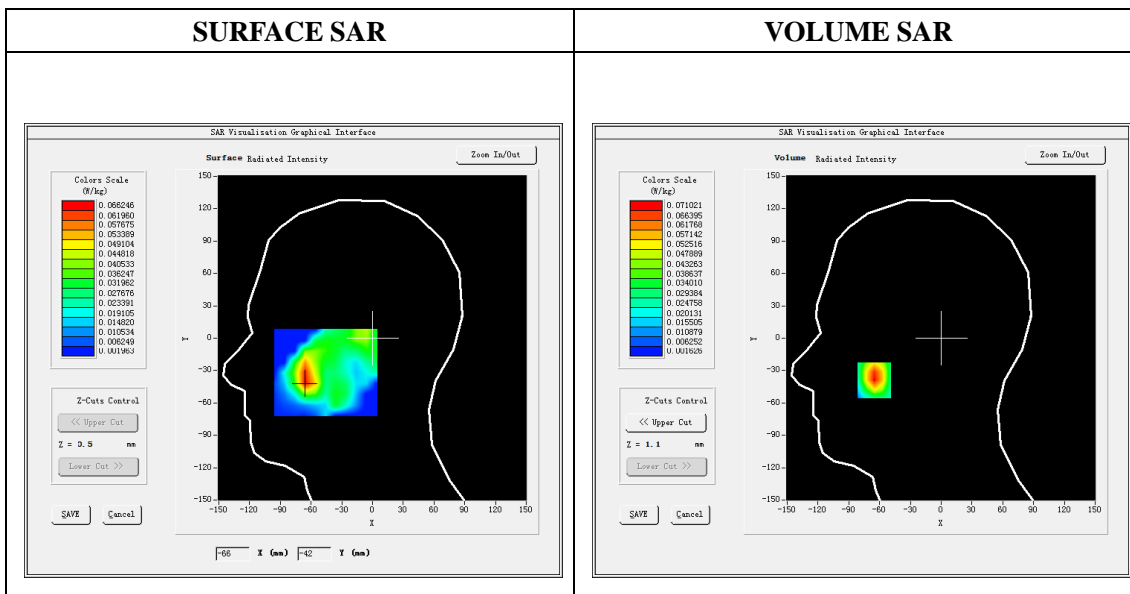 SURFACE SAR
VOLUME SAR
SAR Visualisation Graphical Interface
Surface Radiated Intensity
Zoom In/Out
Colors Scale
(W/kg)
0.066246
0.061960
0.057675
0.053389
0.049104
0.044818
0.040533
0.036247
0.031962
0.027676
0.023391
0.019105
0.014820
0.010534
0.006249
0.001963
Z-Cuts Control
<< Upper Cut
Z = 0.5 mm
Lower Cut >>
SAVE
Cancel
150
120
90
60
30
0
-30
-60
-90
-120
-150
Y
-150 -120 -90 -60 -30 0 30 60 90 120 150
X
-66 X (mm) -42 Y (mm)
SAR Visualisation Graphical Interface
Volume Radiated Intensity
Zoom In/Out
Colors Scale
(W/kg)
0.071021
0.066395
0.061768
0.057142
0.052516
0.047889
0.043263
0.038637
0.034010
0.029384
0.024758
0.020131
0.015505
0.010879
0.006252
0.001626
Z-Cuts Control
<< Upper Cut
Z = 1.1 mm
Lower Cut >>
SAVE
Cancel
150
120
90
60
30
0
-30
-60
-90
-120
-150
Y
-150 -120 -90 -60 -30 0 30 60 90 120 150
X